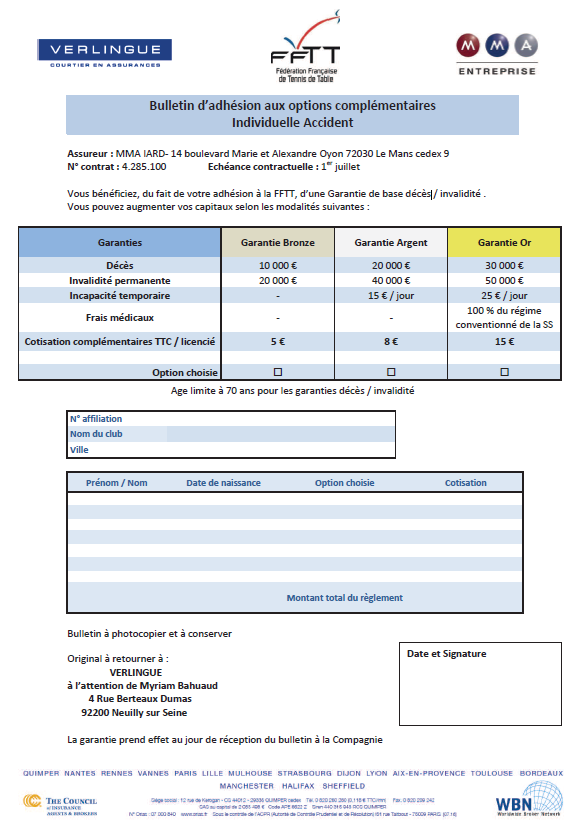 VERLINGUE
COURTIER EN ASSURANCES
FFTT
Fédération Française
de Tennis de Table
MMA
ENTREPRISE
Bulletin d'adhésion aux options complémentaires
Individuelle Accident
Assureur : MMA IARD- 14 boulevard Marie et Alexandre Oyon 72030 Le Mans cedex 9
N° contrat : 4.285.100 Echéance contractuelle : 1er juillet
Vous bénéficiez, du fait de votre adhésion à la FFTT, d'une Garantie de base décès/ invalidité .
Vous pouvez augmenter vos capitaux selon les modalités suivantes :
Garanties Garantie Bronze Garantie Argent Garantie Or
Décès 10 000 € 20 000 € 30 000 €
Invalidité permanente 20 000 € 40 000 € 50 000 €
Incapacité temporaire - 15 € / jour 25 € / jour
Frais médicaux - - 100 % du régime
conventionné de la SS
Cotisation complémentaires TTC / licencié 5 € 8 € 15 €
Option choisie ☐ ☐ ☐
Age limite à 70 ans pour les garanties décès / invalidité
N° affiliation
Nom du club
Ville
Prénom / Nom Date de naissance Option choisie Cotisation
Montant total du règlement
Bulletin à photocopier et à conserver
Original à retourner à :
VERLINGUE
à l'attention de Myriam Bahuaud
4 Rue Berteaux Dumas
92200 Neuilly sur Seine
Date et Signature
La garantie prend effet au jour de réception du bulletin à la Compagnie
QUIMPER NANTES RENNES VANNES PARIS LILLE MULHOUSE STRASBOURG DIJON LYON AIX-EN-PROVENCE TOULOUSE BORDEAUX
MANCHESTER HALIFAX SHEFFIELD
THE COUNCIL
OF INSURANCE
AGENTS & BROKERS
WBN
Worldwide Broker Network